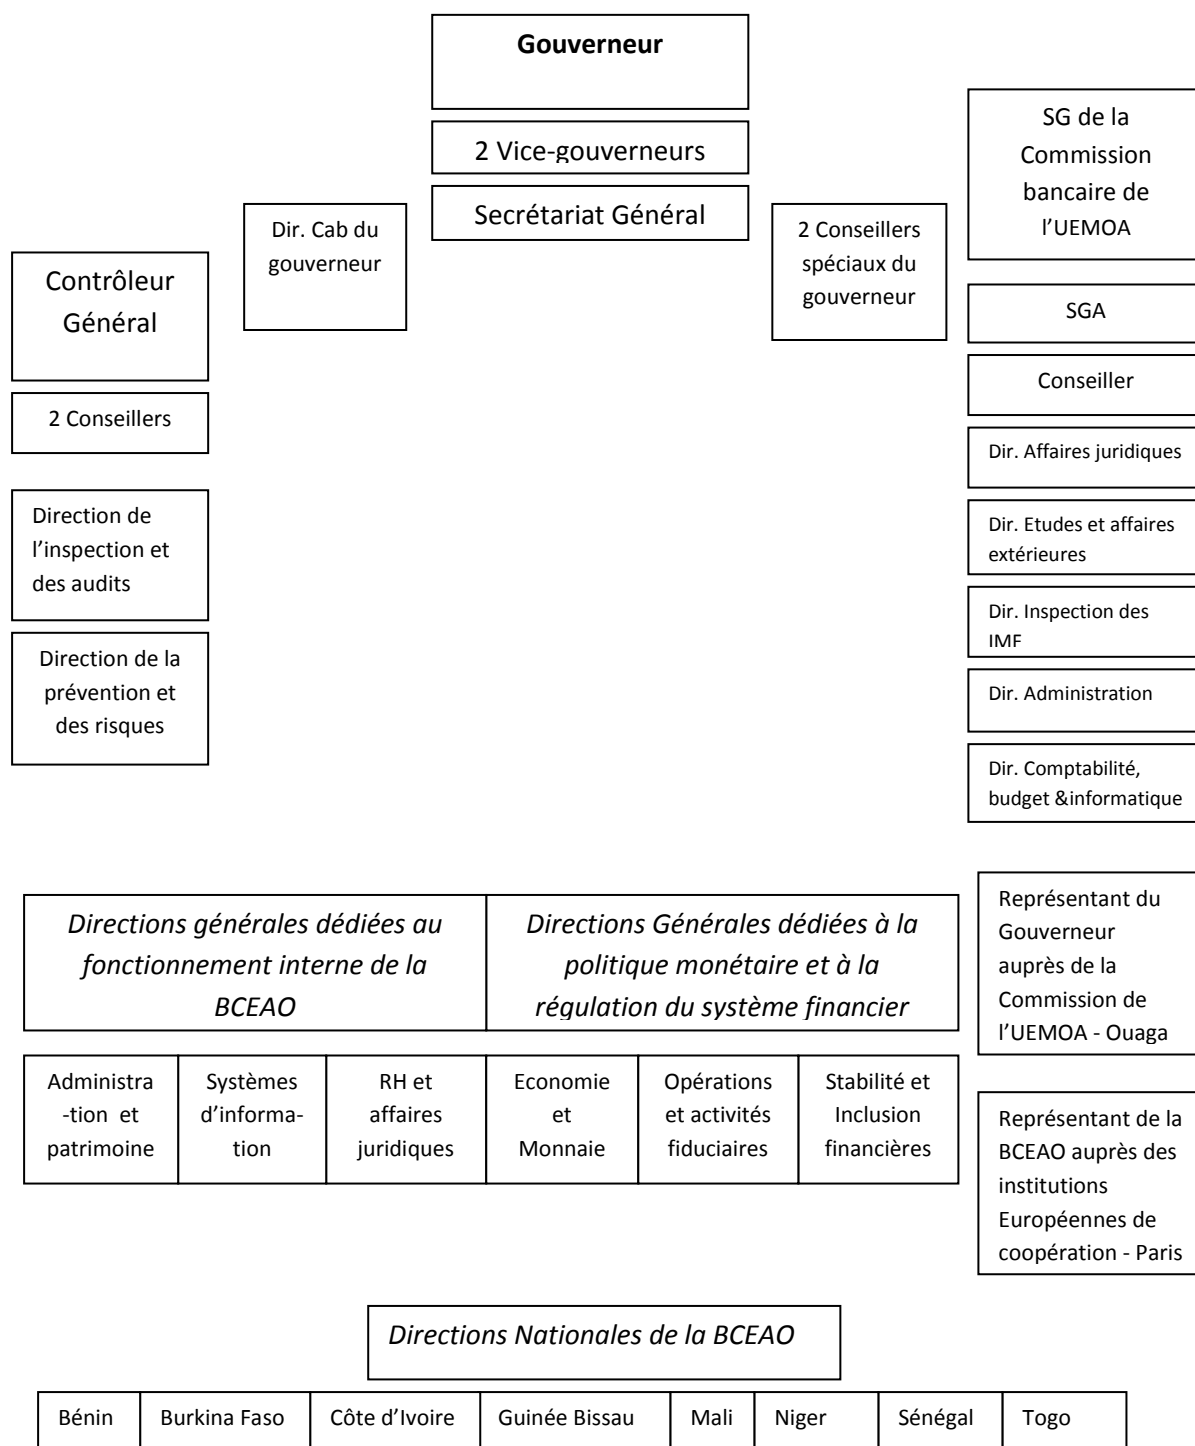 Gouverneur
2 Vice-gouverneurs
Secrétariat Général
Dir. Cab du
gouverneur
2 Conseillers
spéciaux du
gouverneur
Contrôleur
Général
2 Conseillers
Direction de
l’inspection et
des audits
Direction de la
prévention et
des risques
SG de la
Commission
bancaire de
l’UEMOA
SGA
Conseiller
Dir. Affaires juridiques
Dir. Etudes et affaires
extérieures
Dir. Inspection des
IMF
Dir. Administration
Dir. Comptabilité,
budget &informatique
Directions générales dédiées au
fonctionnement interne de la
BCEAO
Directions Générales dédiées à la
politique monétaire et à la
régulation du système financier
Administra
-tion et
patrimoine
Systèmes
d’informa-
tion
RH et
affaires
juridiques
Economie
et
Monnaie
Opérations
et activités
fiduciaires
Stabilité et
Inclusion
financières
Représentant du
Gouverneur
auprès de la
Commission de
l’UEMOA - Ouaga
Représentant de la
BCEAO auprès des
institutions
Européennes de
coopération - Paris
Directions Nationales de la BCEAO
Bénin
Burkina Faso
Côte d’Ivoire
Guinée Bissau
Mali
Niger
Sénégal
Togo